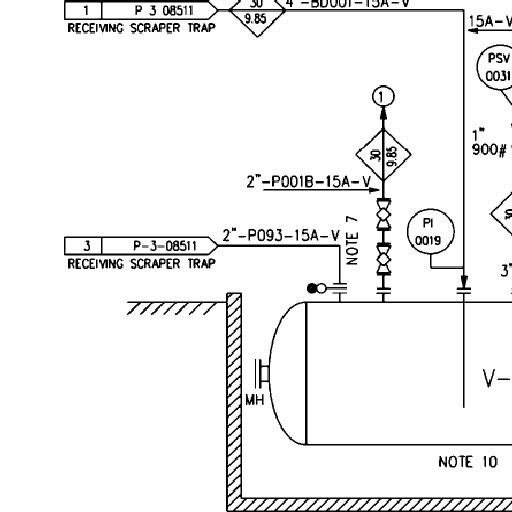 1 P 3 08511
RECEIVING SCRAPER TRAP
30
9.85
4"-BD001-15A-V
15A-V
PSV
0031
1
1"
900#
30
9.85
2"-P001B-15A-V
PI
0019
NOTE 7
3 P-3-08511
2"-P093-15A-V
RECEIVING SCRAPER TRAP
3"
MH
V-
NOTE 10